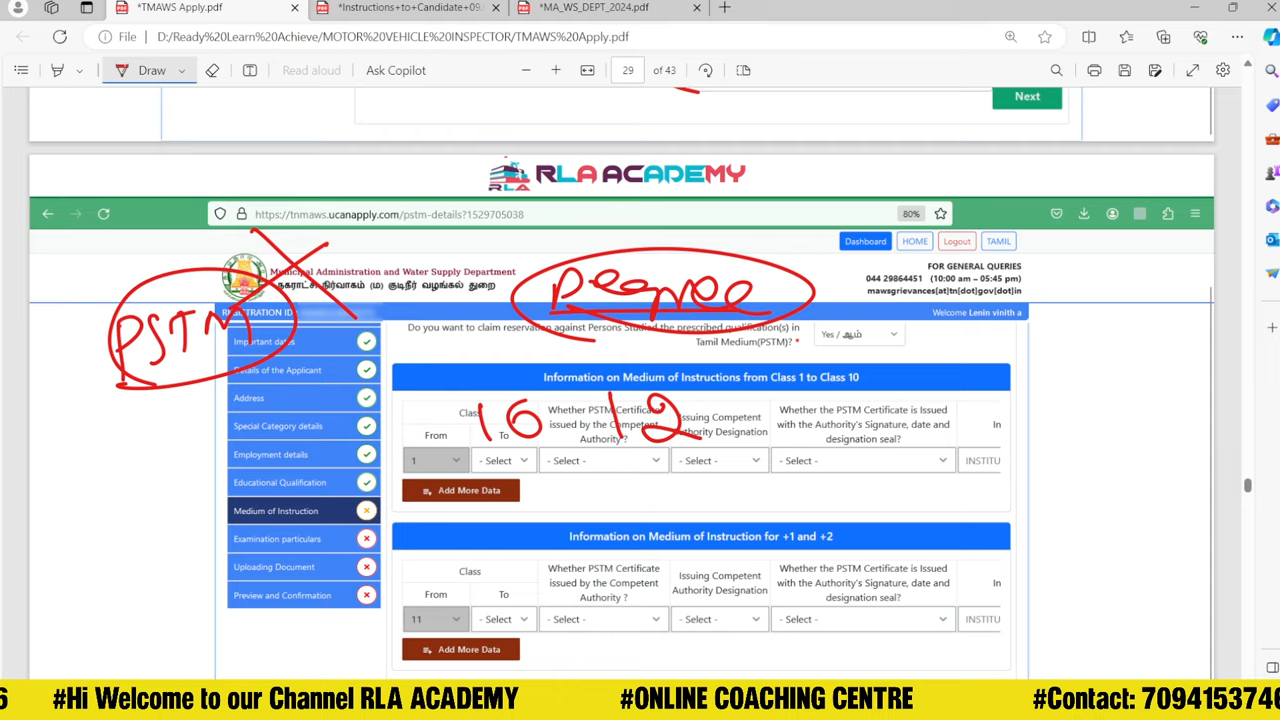 *TMAWS Apply.pdf
*Instructions+to+Candidate+09.
*MA_WS_DEPT_2024.pdf
File
D:/Ready%20Learn%20Achieve/MOTOR%20VEHICLE%20INSPECTOR/TMAWS%20Apply.pdf
Draw
Read aloud
Ask Copilot
29 of 43
Next
RLA ACADEMY
RLA
https://tnmaws.ucanapply.com/pstm-details?1529705038
80%
Dashboard
HOME
Logout
TAMIL
Municipal Administration and Water Supply Department
நகராட்சி நிர்வாகம் (ம) குடிநீர் வழங்கல் துறை
FOR GENERAL QUERIES
044 29864451 (10:00 am – 05:45 pm)
mawsgrievances[at]tn[dot]gov[dot]in
Degree
PSTM
REGISTRATION ID
Welcome Lenin vinith a
Do you want to claim reservation against Persons Studied the prescribed qualification(s) in
Tamil Medium(PSTM)? *
Yes / ஆம்
Important dates
Details of the Applicant
Address
Special Category details
Employment details
Educational Qualification
Medium of Instruction
Examination particulars
Uploading Document
Preview and Confirmation
Information on Medium of Instructions from Class 1 to Class 10
10 12
Class
From
To
Whether PSTM Certificate
issued by the Competent
Authority ?
Issuing Competent
Authority Designation
Whether the PSTM Certificate is Issued
with the Authority's Signature, date and
designation seal?
In
1
- Select -
- Select -
- Select -
- Select -
INSTITU
Add More Data
Information on Medium of Instruction for +1 and +2
Class
From
To
Whether PSTM Certificate
issued by the Competent
Authority ?
Issuing Competent
Authority Designation
Whether the PSTM Certificate is Issued
with the Authority's Signature, date and
designation seal?
In
11
- Select -
- Select -
- Select -
- Select -
INSTITU
Add More Data
6 #Hi Welcome to our Channel RLA ACADEMY #ONLINE COACHING CENTRE #Contact: 7094153746